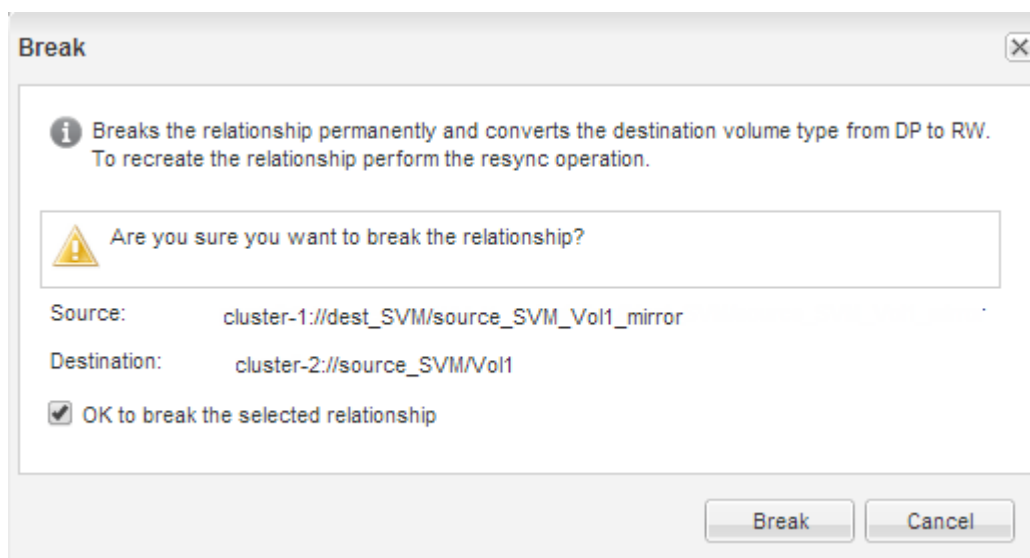 Break
Breaks the relationship permanently and converts the destination volume type from DP to RW.
To recreate the relationship perform the resync operation.
Are you sure you want to break the relationship?
Source: cluster-1://dest_SVM/source_SVM_Vol1_mirror
Destination: cluster-2://source_SVM/Vol1
OK to break the selected relationship
Break Cancel